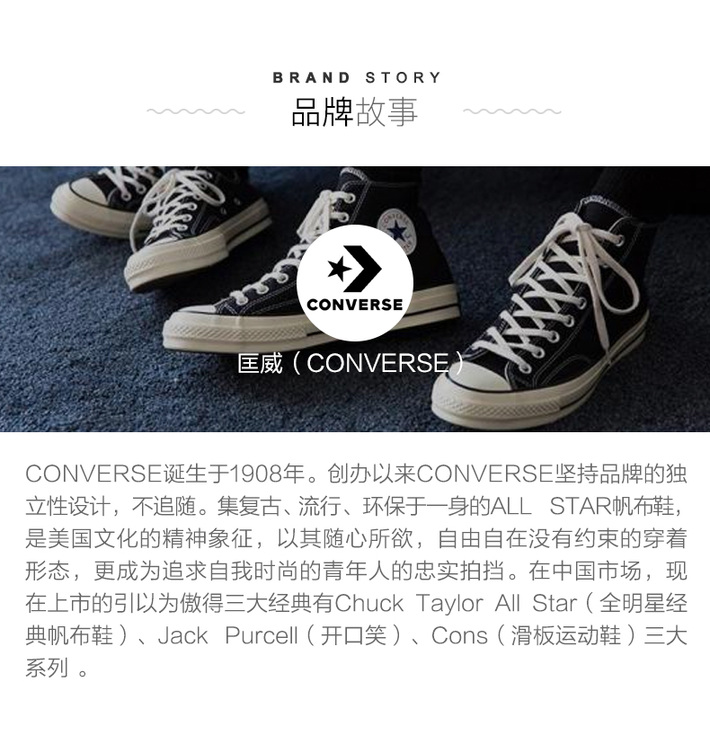 BRAND STORY
品牌故事
CONVERSE
匡威（CONVERSE）
CONVERSE诞生于1908年。创办以来CONVERSE坚持品牌的独
立性设计，不追随。集复古、流行、环保于一身的ALL STAR帆布鞋，
是美国文化的精神象征，以其随心所欲，自由自在没有约束的穿着
形态，更成为追求自我时尚的青年人的忠实拍挡。在中国市场，现
在上市的引以为傲得三大经典有Chuck Taylor All Star（全明星经
典帆布鞋）、Jack Purcell（开口笑）、Cons（滑板运动鞋）三大
系列 。